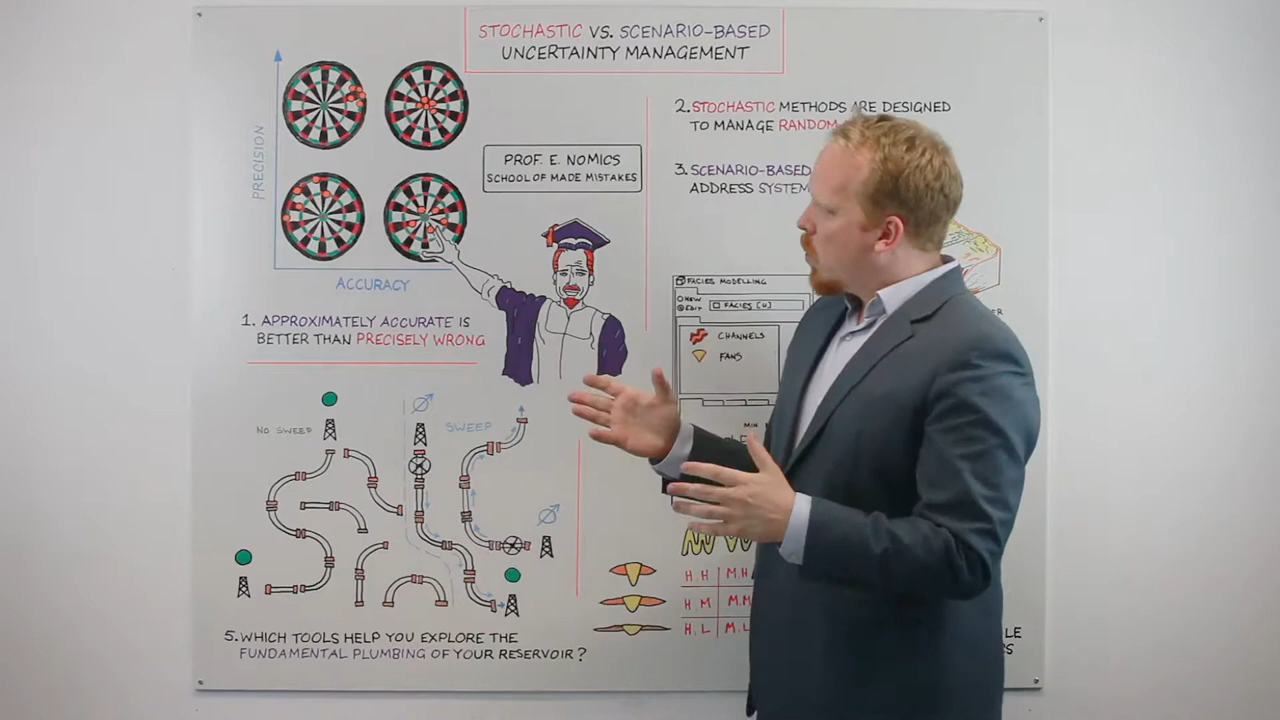 STOCHASTIC VS. SCENARIO-BASED
UNCERTAINTY MANAGEMENT
PRECISION
ACCURACY
1. APPROXIMATELY ACCURATE IS
BETTER THAN PRECISELY WRONG
PROF. E. NOMICS
SCHOOL OF MADE MISTAKES
2. STOCHASTIC METHODS ARE DESIGNED
TO MANAGE RANDOM
3. SCENARIO-BASED
ADDRESS SYSTEM
FACIES MODELLING
NEW
EDIT
FACIES [U]
CHANNELS
FANS
MIN
NO SWEEP
SWEEP
H.H M.H
H.M M.M
H.L M.L
5. WHICH TOOLS HELP YOU EXPLORE THE
FUNDAMENTAL PLUMBING OF YOUR RESERVOIR?